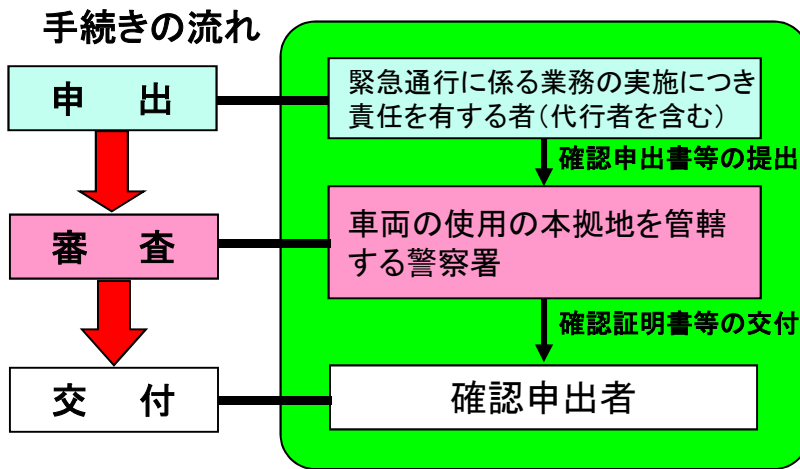 手続きの流れ
申　出
緊急通行に係る業務の実施につき
責任を有する者(代行者を含む)
確認申出書等の提出
審　査
車両の使用の本拠地を管轄
する警察署
確認証明書等の交付
交　付
確認申出者